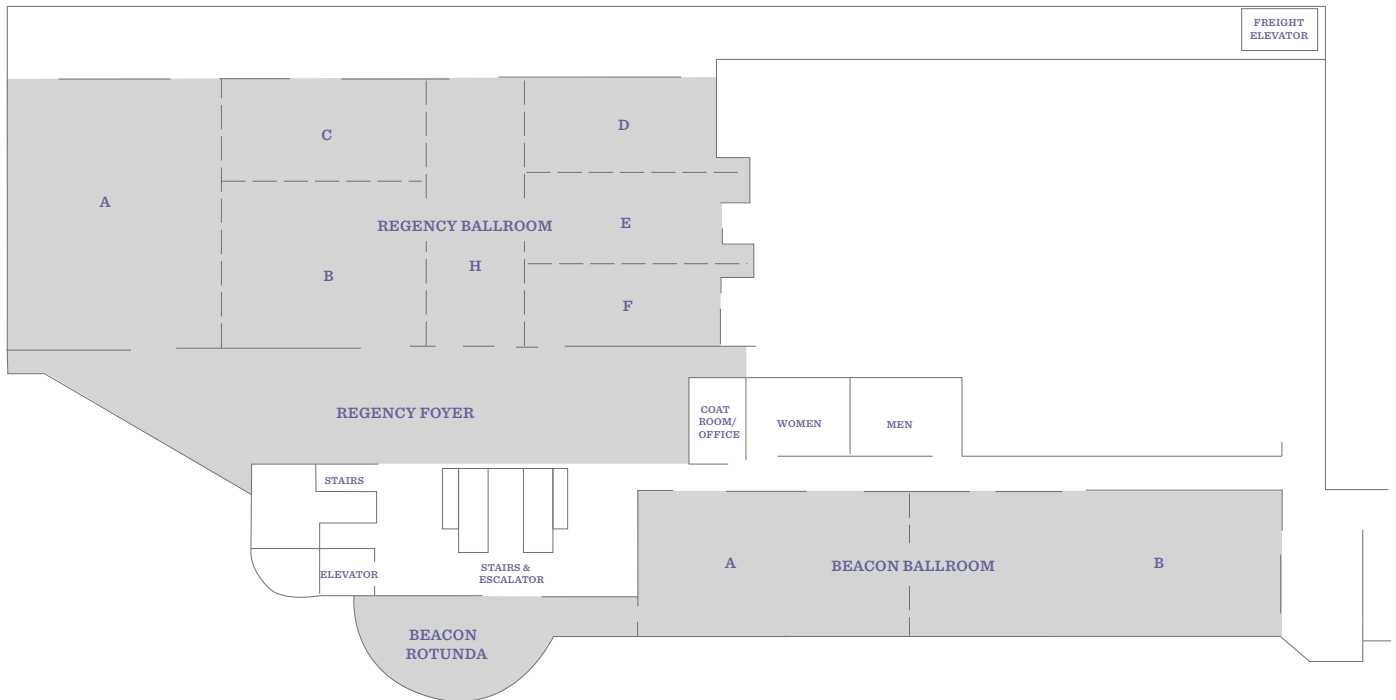 FREIGHT
ELEVATOR
C
D
A
REGENCY BALLROOM
E
H
B
F
REGENCY FOYER
COAT
ROOM/
OFFICE
WOMEN
MEN
STAIRS
A
BEACON BALLROOM
B
ELEVATOR
STAIRS &
ESCALATOR
BEACON
ROTUNDA